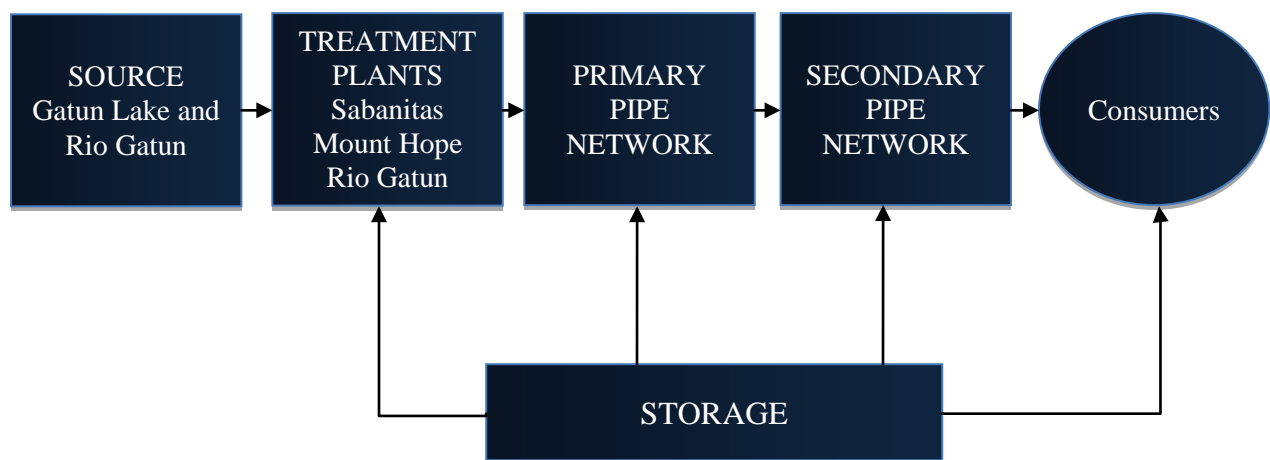 SOURCE
Gatun Lake and
Rio Gatun
TREATMENT
PLANTS
Sabanitas
Mount Hope
Rio Gatun
PRIMARY
PIPE
NETWORK
SECONDARY
PIPE
NETWORK
Consumers
STORAGE